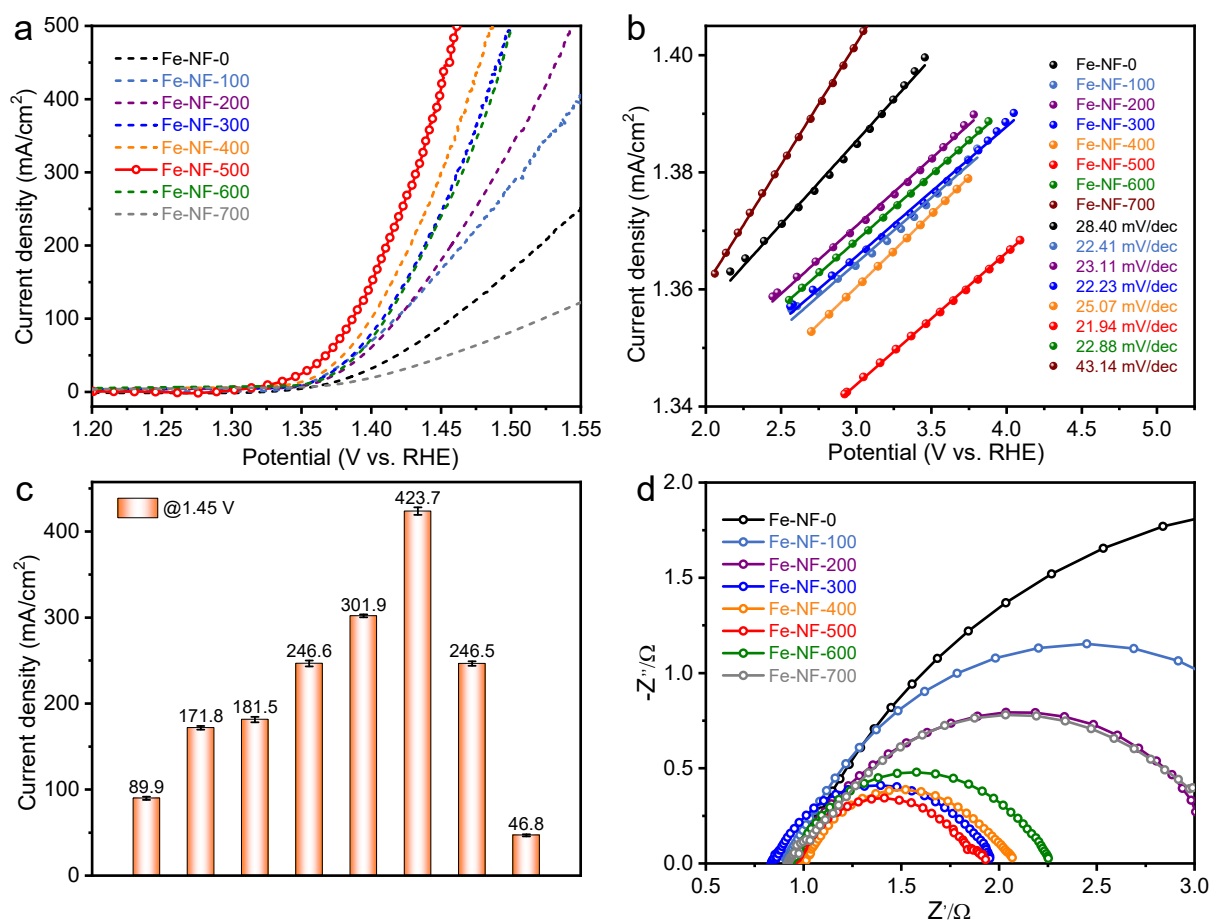 a
500
400
300
200
100
0
Current density (mA/cm²)
Fe-NF-0
Fe-NF-100
Fe-NF-200
Fe-NF-300
Fe-NF-400
Fe-NF-500
Fe-NF-600
Fe-NF-700
1.20 1.25 1.30 1.35 1.40 1.45 1.50 1.55
Potential (V vs. RHE)
b
1.40
1.38
1.36
1.34
Current density (mA/cm²)
Fe-NF-0
Fe-NF-100
Fe-NF-200
Fe-NF-300
Fe-NF-400
Fe-NF-500
Fe-NF-600
Fe-NF-700
28.40 mV/dec
22.41 mV/dec
23.11 mV/dec
22.23 mV/dec
25.07 mV/dec
21.94 mV/dec
22.88 mV/dec
43.14 mV/dec
2.0 2.5 3.0 3.5 4.0 4.5 5.0
Potential (V vs. RHE)
c
400
300
200
100
0
Current density (mA/cm²)
@1.45 V
89.9
171.8
181.5
246.6
301.9
423.7
246.5
46.8
d
2.0
1.5
1.0
0.5
0.0
-Z''/Ω
Fe-NF-0
Fe-NF-100
Fe-NF-200
Fe-NF-300
Fe-NF-400
Fe-NF-500
Fe-NF-600
Fe-NF-700
0.5 1.0 1.5 2.0 2.5 3.0
Z'/Ω